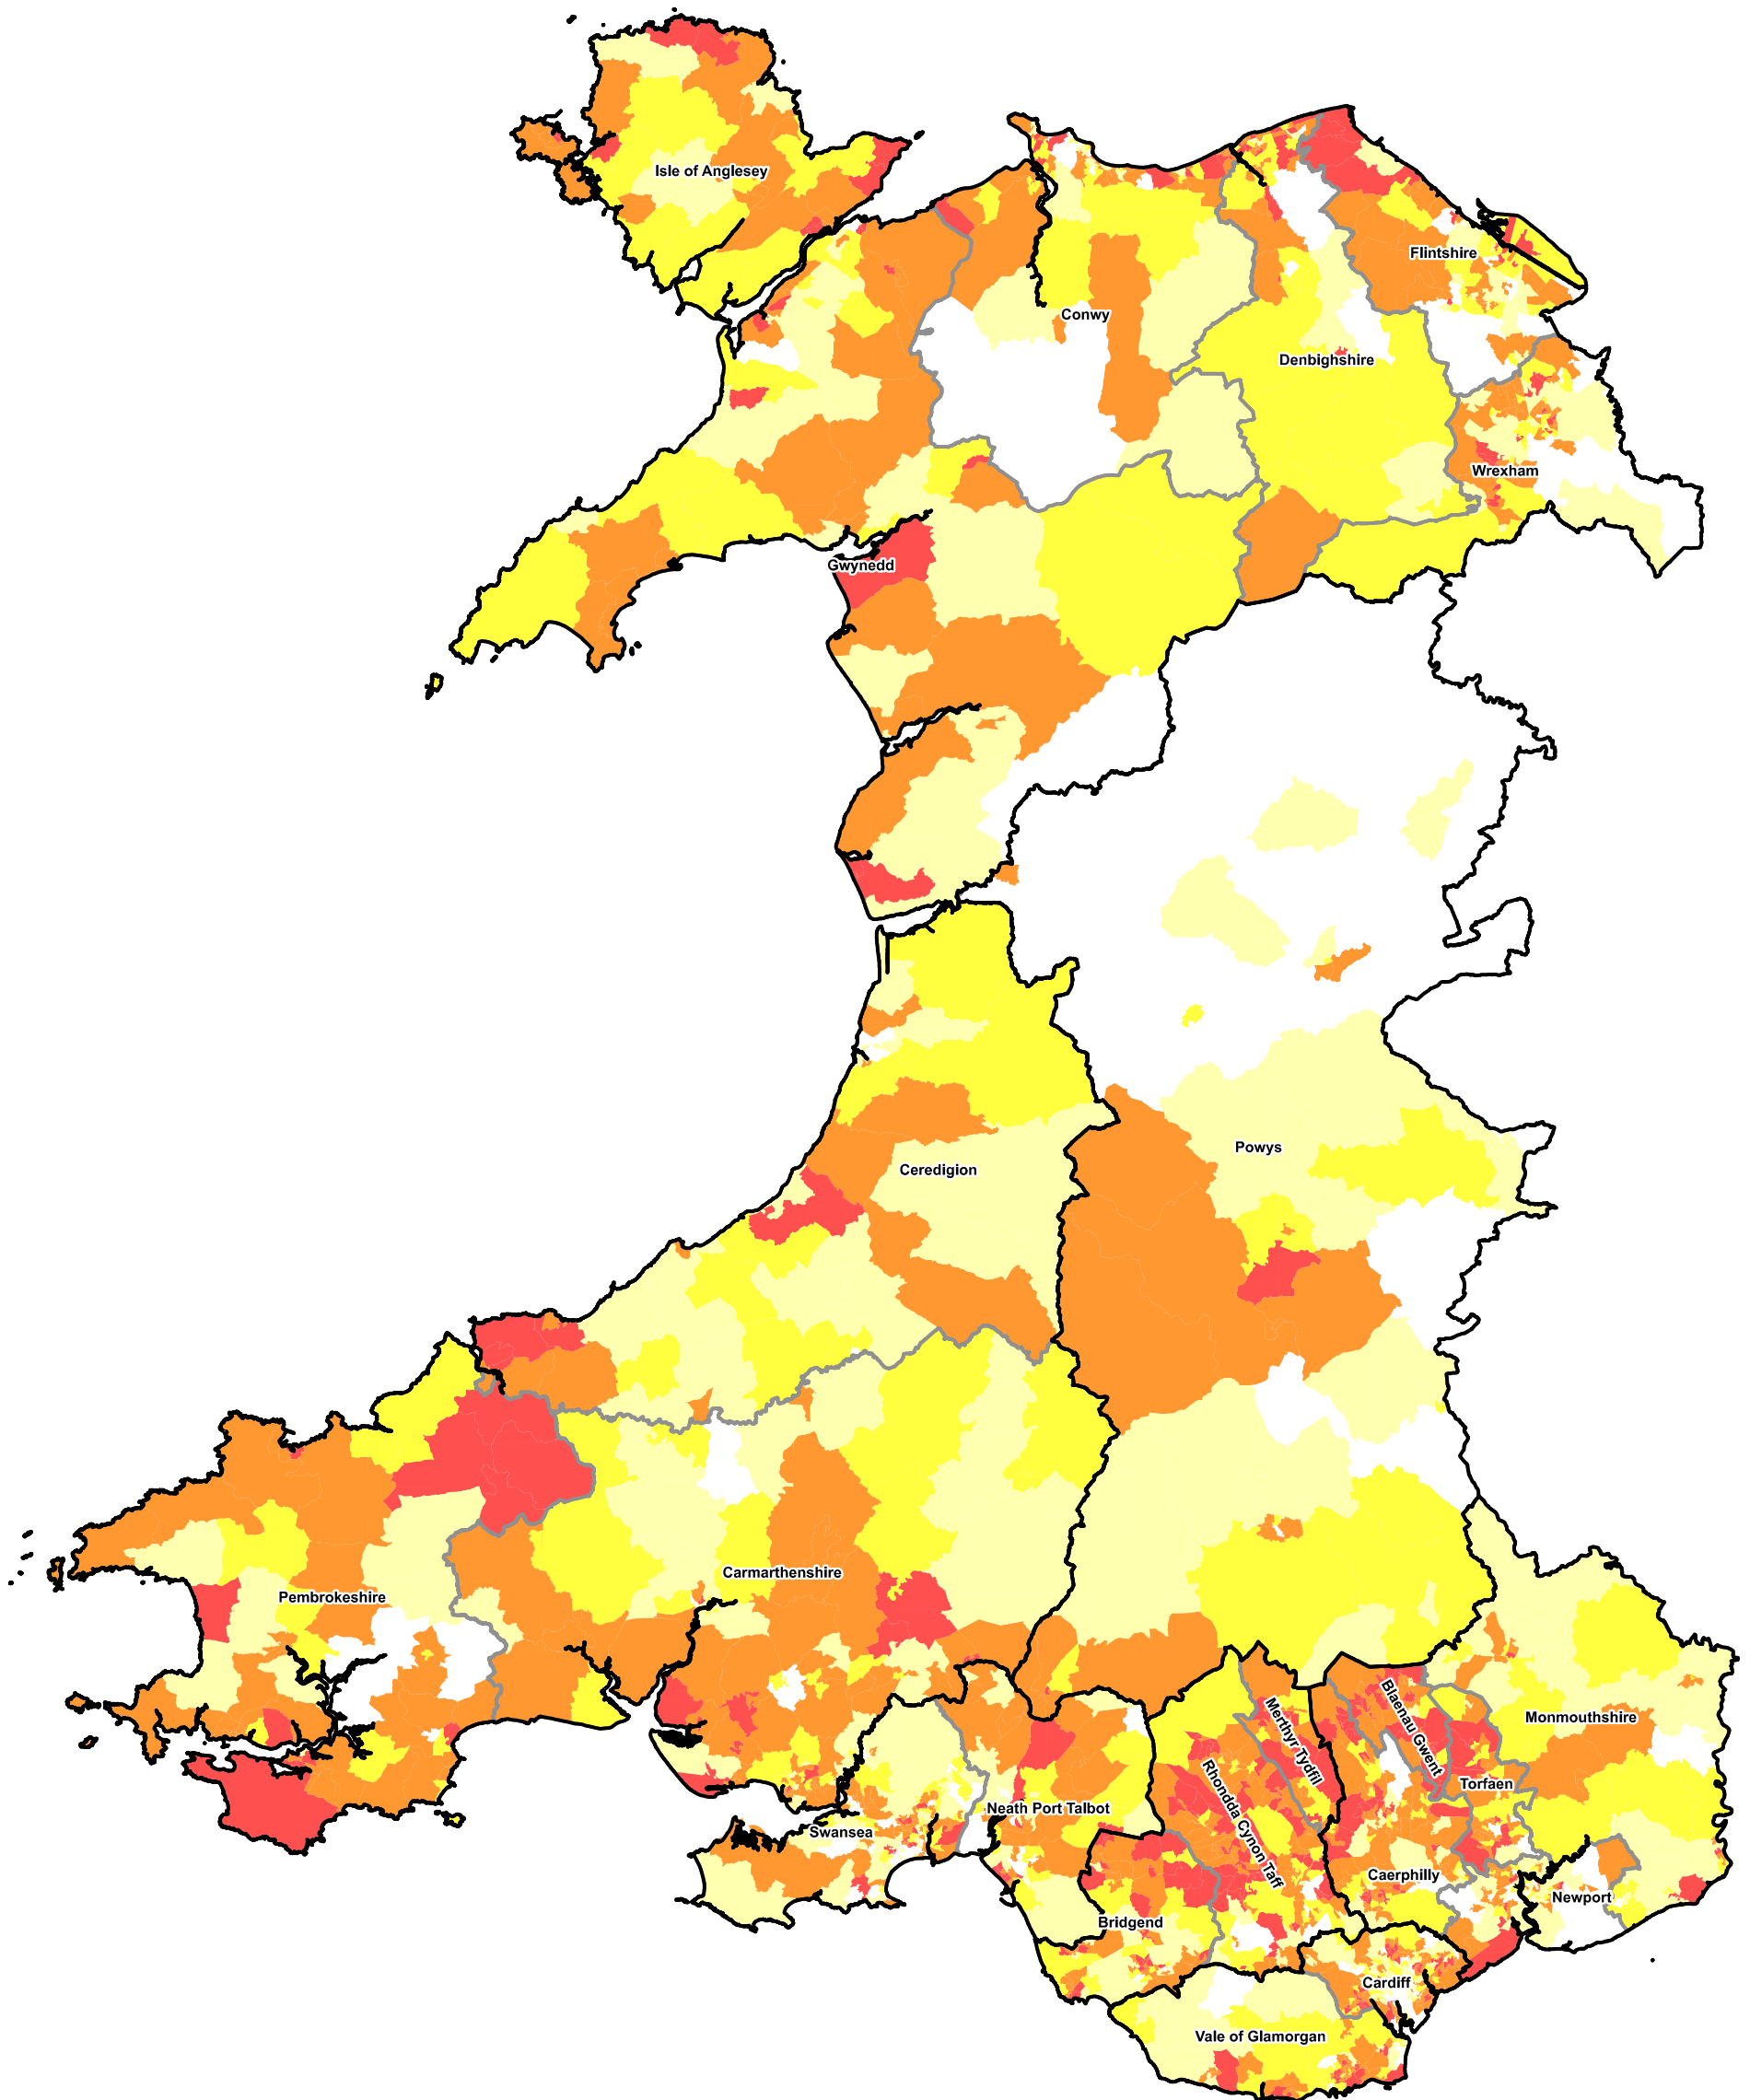 Isle of Anglesey
Flintshire
Conwy
Denbighshire
Wrexham
Gwynedd
Powys
Ceredigion
Carmarthenshire
Pembrokeshire
Merthyr Tydfil
Blaenau Gwent
Monmouthshire
Rhondda Cynon Taff
Torfaen
Neath Port Talbot
Swansea
Caerphilly
Newport
Bridgend
Cardiff
Vale of Glamorgan